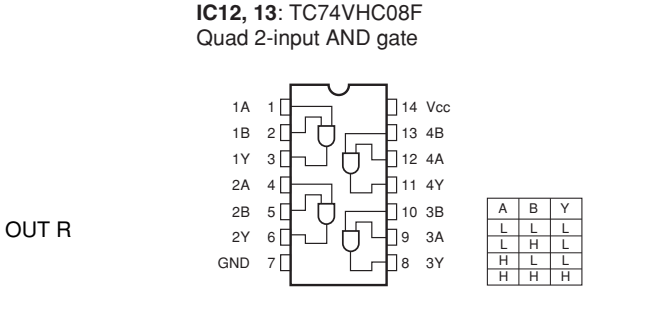 IC12, 13: TC74VHC08F
Quad 2-input AND gate
1A 1 14 Vcc
1B 2 13 4B
1Y 3 12 4A
2A 4 11 4Y
2B 5 10 3B
2Y 6 9 3A
GND 7 8 3Y
A B Y
L L L
L H L
H L L
H H H
OUT R